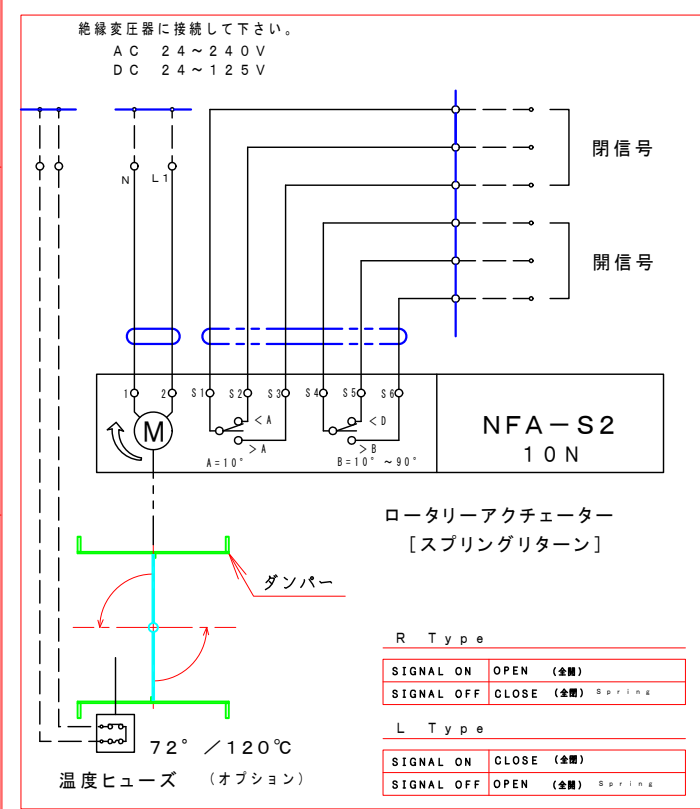 絶縁変圧器に接続して下さい。
AC 24~240V
DC 24~125V
閉信号
N L1
開信号
1 2 S1 S2 S3 S4 S5 S6
M
<A
>A
A=10°
<D
>B
B=10° ~90°
NFA-S2
10N
ロータリーアクチェーター
[スプリングリターン]
ダンパー
R Type
SIGNAL ON OPEN (全開)
SIGNAL OFF CLOSE (全閉) Spring
L Type
SIGNAL ON CLOSE (全閉)
SIGNAL OFF OPEN (全開) Spring
72° /120℃
温度ヒューズ (オプション)